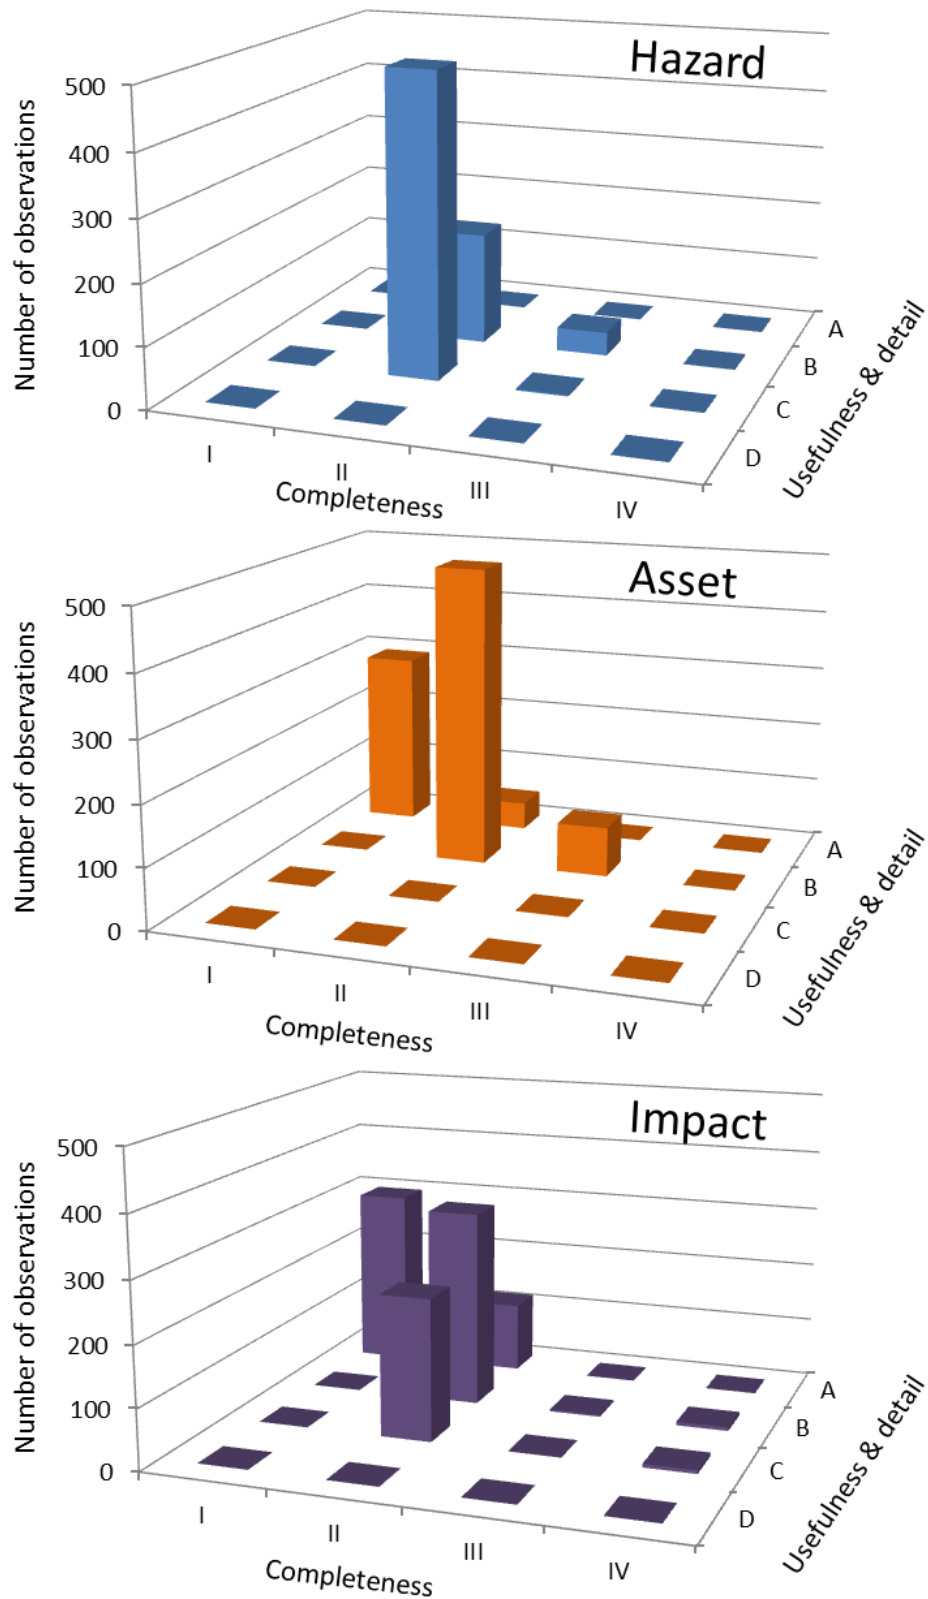 Hazard
Number of observations
500
400
300
200
100
0
I
II
III
IV
Completeness
A
B
C
D
Usefulness & detail
Asset
Number of observations
500
400
300
200
100
0
I
II
III
IV
Completeness
A
B
C
D
Usefulness & detail
Impact
Number of observations
500
400
300
200
100
0
I
II
III
IV
Completeness
A
B
C
D
Usefulness & detail